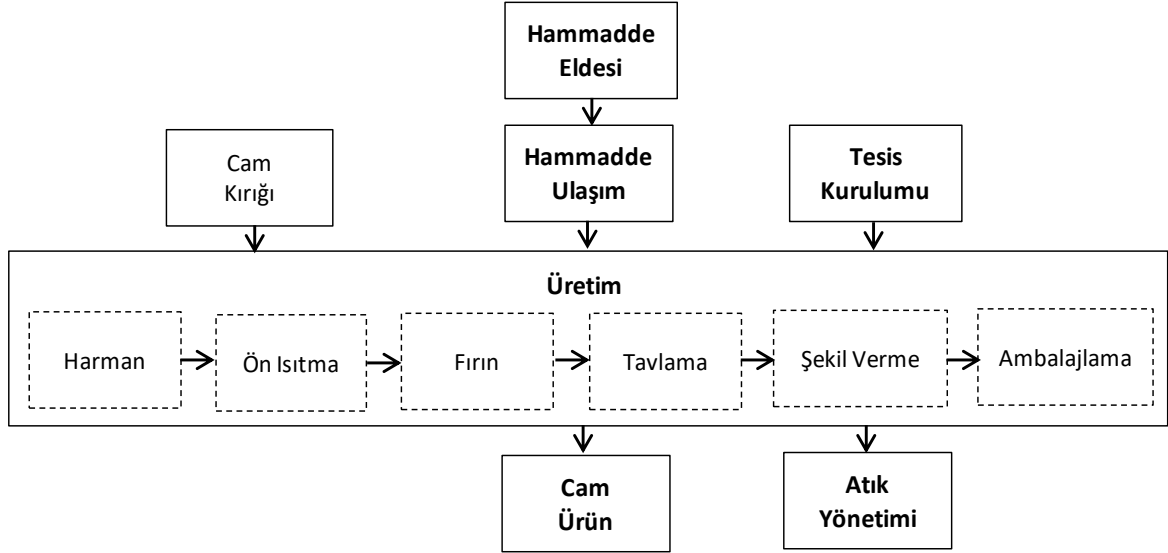 Hammadde
Eldesi
Cam
Kırığı
Hammadde
Ulaşım
Tesis
Kurulumu
Üretim
Harman
Ön Isıtma
Fırın
Tavlama
Şekil Verme
Ambalajlama
Cam
Ürün
Atık
Yönetimi